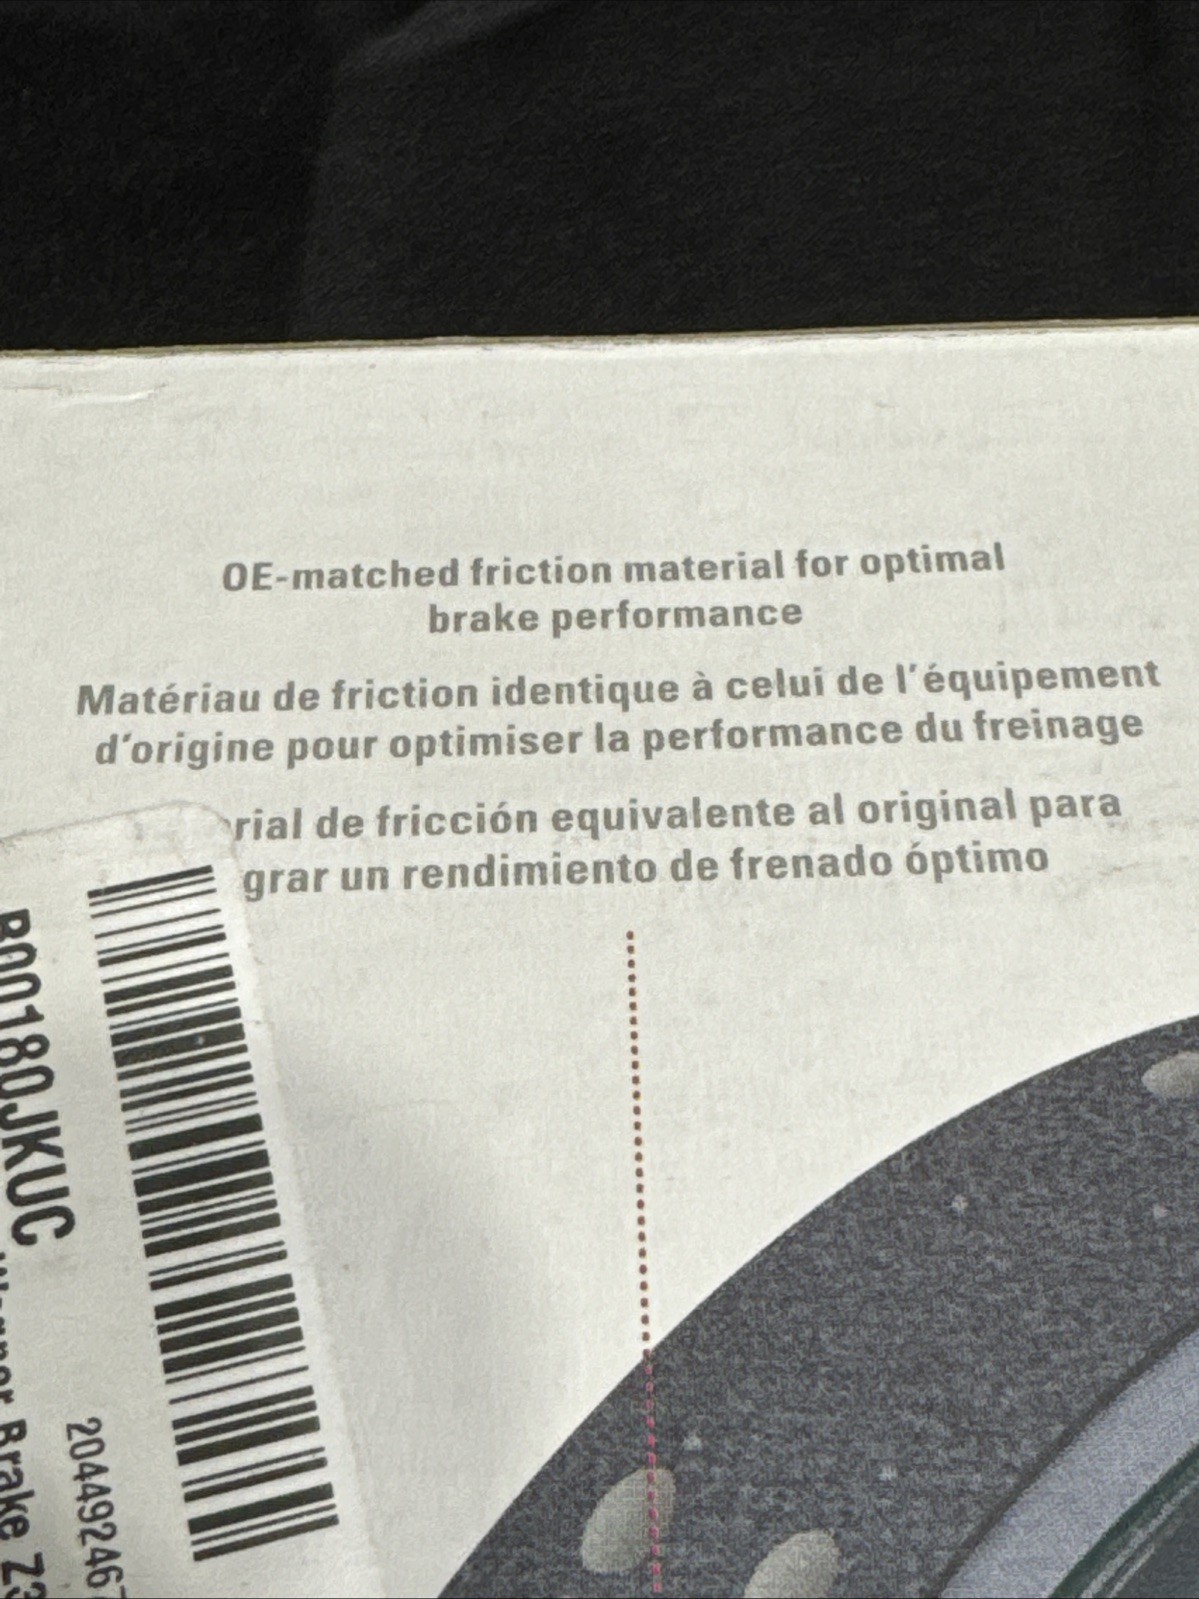 OE-matched friction material for optimal
brake performance
Matériau de friction identique à celui de l'équipement
d'origine pour optimiser la performance du freinage
rial de fricción equivalente al original para
grar un rendimiento de frenado óptimo
B00180JKUC
Brake